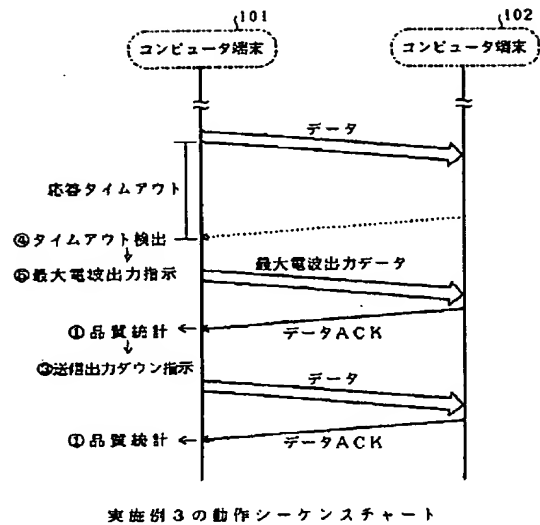 101
102
コンピュータ端末
コンピュータ端末
データ
応答タイムアウト
④タイムアウト検出
↓
⑤最大電波出力指示
最大電波出力データ
①品質統計 ←
データACK
↓
③送信出力ダウン指示
データ
①品質統計 ←
データACK
実施例3の動作シーケンスチャート